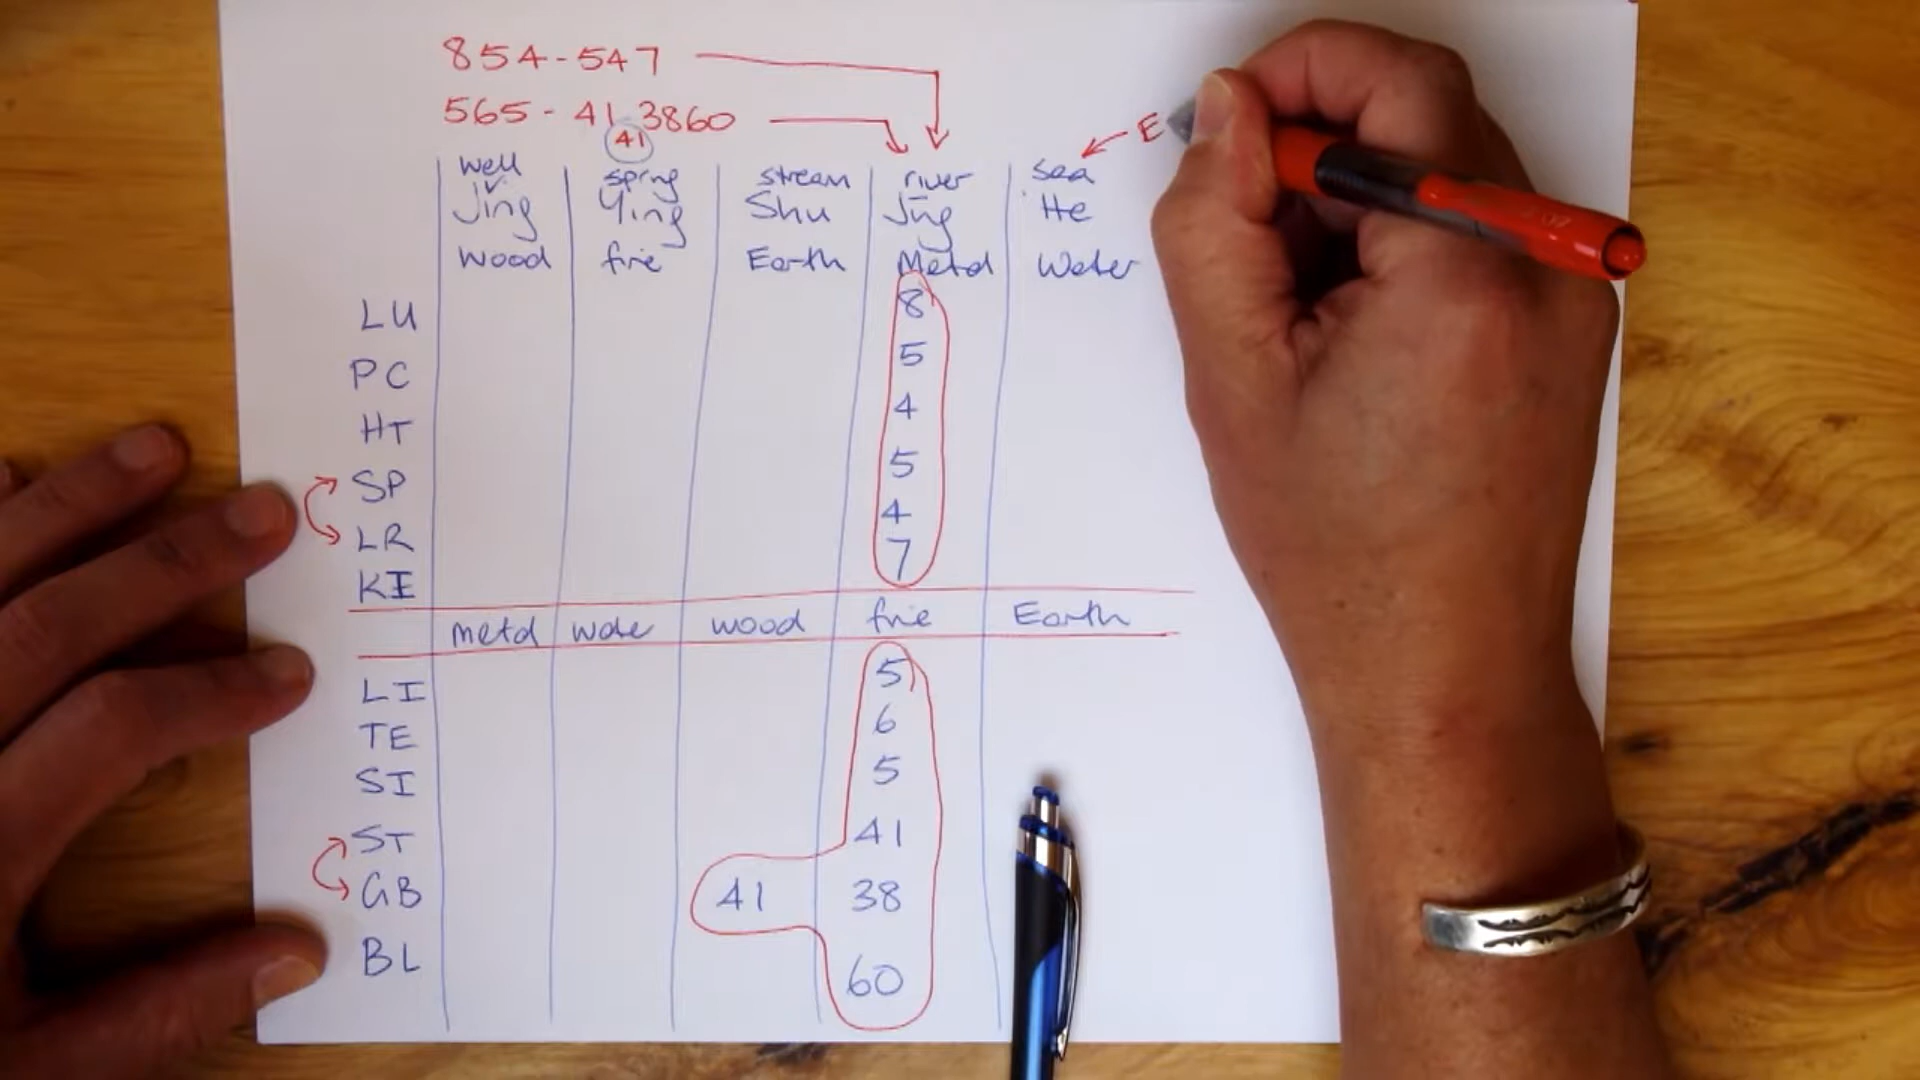 854-547
565-41 3860
41
well spring stream river sea
E
Jing Ying Shu Jing He
Wood fire Earth Metal Water
LU 8
PC 5
HT 4
SP 5
LR 4
KI 7
metal water wood fire Earth
LI 5
TE 6
SI 5
ST 41
GB 41 38
BL 60